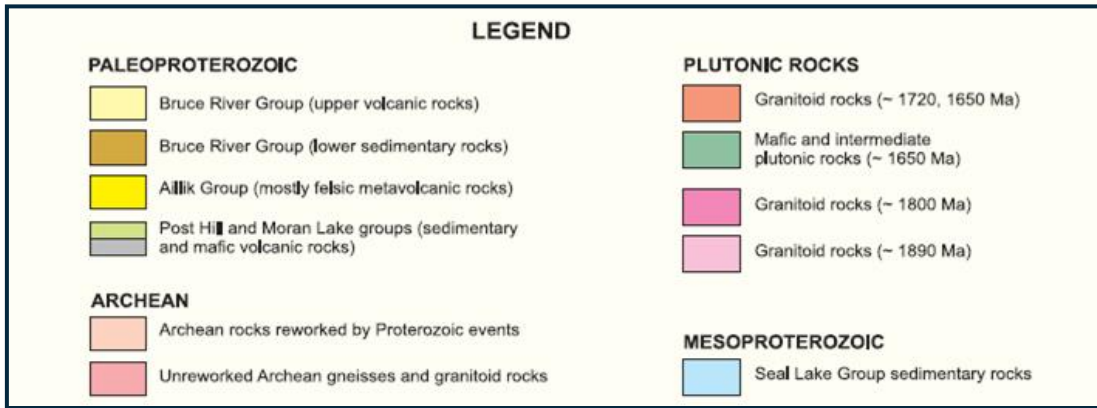 LEGEND
PALEOPROTEROZOIC
Bruce River Group (upper volcanic rocks)
Bruce River Group (lower sedimentary rocks)
Aillik Group (mostly felsic metavolcanic rocks)
Post Hill and Moran Lake groups (sedimentary
and mafic volcanic rocks)
ARCHEAN
Archean rocks reworked by Proterozoic events
Unreworked Archean gneisses and granitoid rocks
PLUTONIC ROCKS
Granitoid rocks (~ 1720, 1650 Ma)
Mafic and intermediate
plutonic rocks (~ 1650 Ma)
Granitoid rocks (~ 1800 Ma)
Granitoid rocks (~ 1890 Ma)
MESOPROTEROZOIC
Seal Lake Group sedimentary rocks